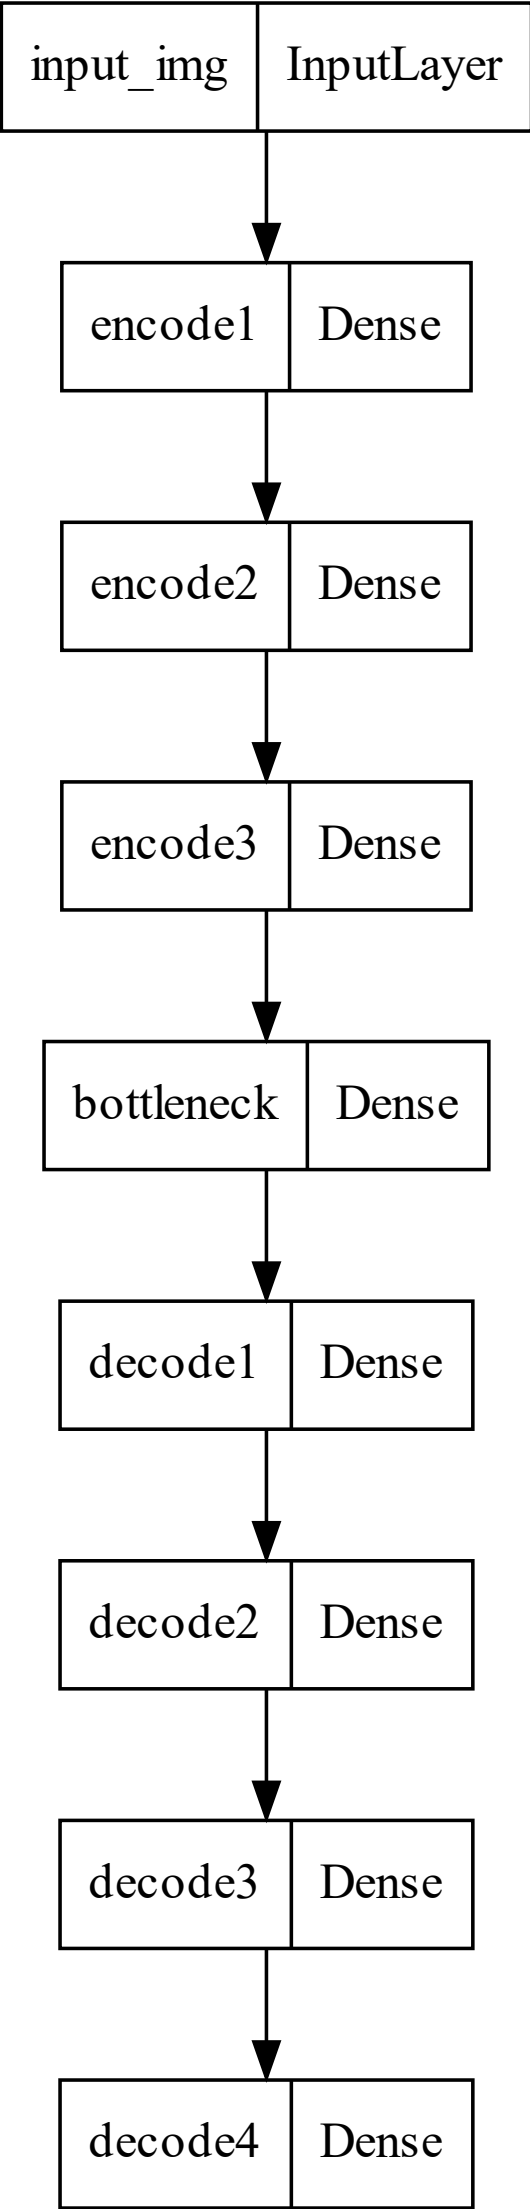 input_img InputLayer
encode1 Dense
encode2 Dense
encode3 Dense
bottleneck Dense
decode1 Dense
decode2 Dense
decode3 Dense
decode4 Dense